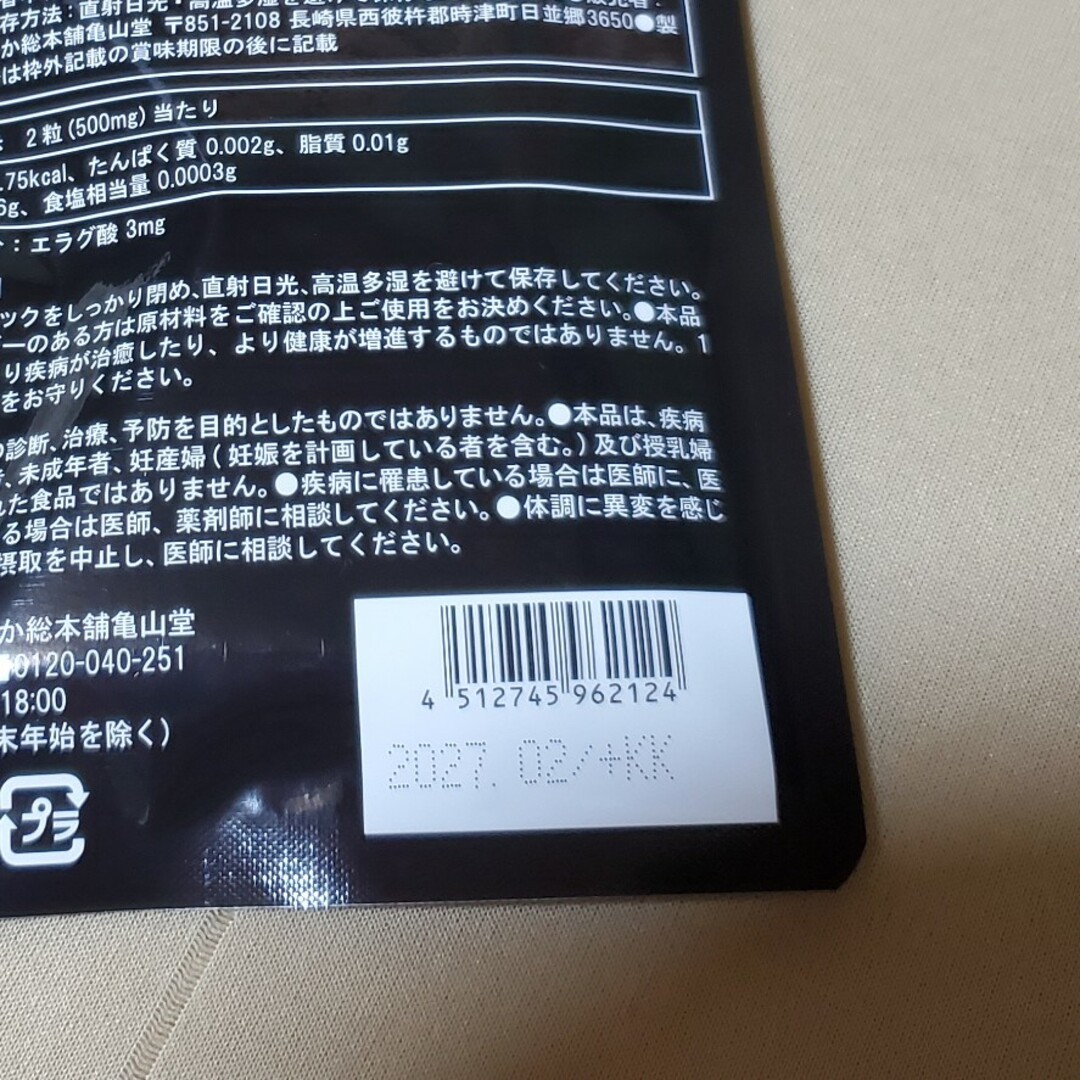 存方法：直射日光・高温多湿を避けて保存
か総本舗亀山堂 〒851-2108 長崎県西彼杵郡時津町日並郷3650●製
は枠外記載の賞味期限の後に記載
2粒(500mg)当たり
.75kcal、たんぱく質 0.002g、脂質 0.01g
6g、食塩相当量 0.0003g
：エラグ酸 3mg
ックをしっかり閉め、直射日光、高温多湿を避けて保存してください。
ーのある方は原材料をご確認の上ご使用をお決めください。●本品
り疾病が治癒したり、より健康が増進するものではありません。1
をお守りください。
診断、治療、予防を目的としたものではありません。●本品は、疾病
未成年者、妊産婦(妊娠を計画している者を含む。)及び授乳婦
れた食品ではありません。●疾病に罹患している場合は医師に、医
る場合は医師、薬剤師に相談してください。●体調に異変を感じ
摂取を中止し、医師に相談してください。
か総本舗亀山堂
0120-040-251
18:00
末年始を除く)
プラ
4 512745 962124
2027. 02/+KK